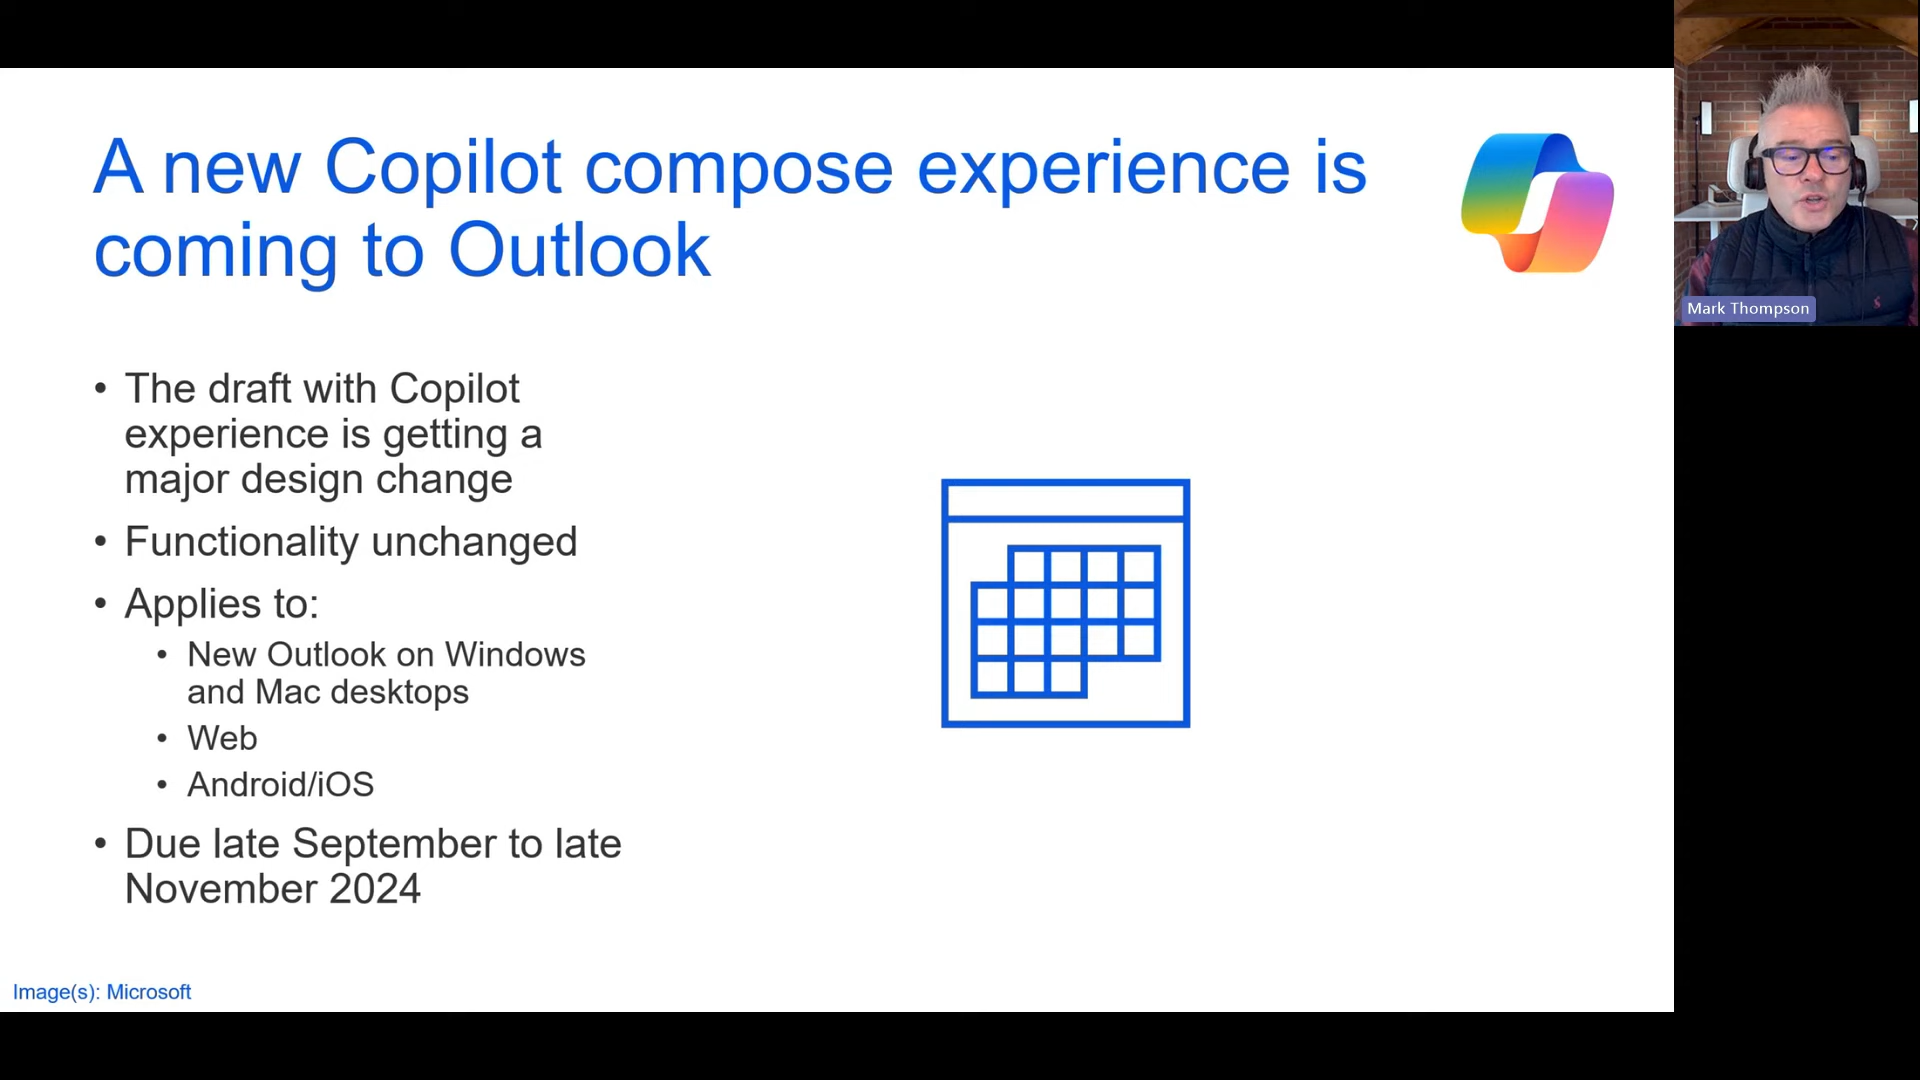 A new Copilot compose experience is
coming to Outlook
• The draft with Copilot
experience is getting a
major design change
• Functionality unchanged
• Applies to:
• New Outlook on Windows
and Mac desktops
• Web
• Android/iOS
• Due late September to late
November 2024
Image(s): Microsoft
Mark Thompson